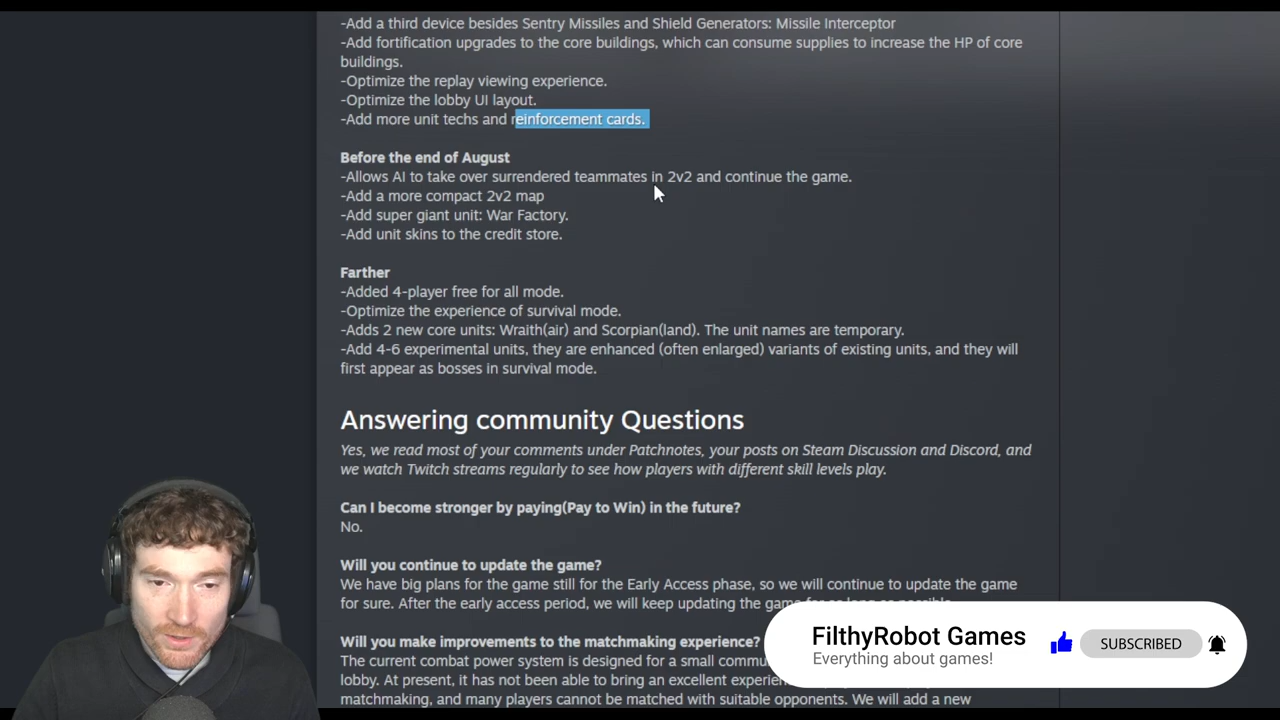 -Add a third device besides Sentry Missiles and Shield Generators: Missile Interceptor
-Add fortification upgrades to the core buildings, which can consume supplies to increase the HP of core
buildings.
-Optimize the replay viewing experience.
-Optimize the lobby UI layout.
-Add more unit techs and reinforcement cards.
Before the end of August
-Allows AI to take over surrendered teammates in 2v2 and continue the game.
-Add a more compact 2v2 map
-Add super giant unit: War Factory.
-Add unit skins to the credit store.
Farther
-Added 4-player free for all mode.
-Optimize the experience of survival mode.
-Adds 2 new core units: Wraith(air) and Scorpian(land). The unit names are temporary.
-Add 4-6 experimental units, they are enhanced (often enlarged) variants of existing units, and they will
first appear as bosses in survival mode.
Answering community Questions
Yes, we read most of your comments under Patchnotes, your posts on Steam Discussion and Discord, and
we watch Twitch streams regularly to see how players with different skill levels play.
Can I become stronger by paying(Pay to Win) in the future?
No.
Will you continue to update the game?
We have big plans for the game still for the Early Access phase, so we will continue to update the game
for sure. After the early access period, we will keep updating the game for as long as possible.
Will you make improvements to the matchmaking experience?
The current combat power system is designed for a small
lobby. At present, it has not been able to bring an excellent
matchmaking, and many players cannot be matched with suitable opponents. We will add a new
FilthyRobot Games
Everything about games!
SUBSCRIBED